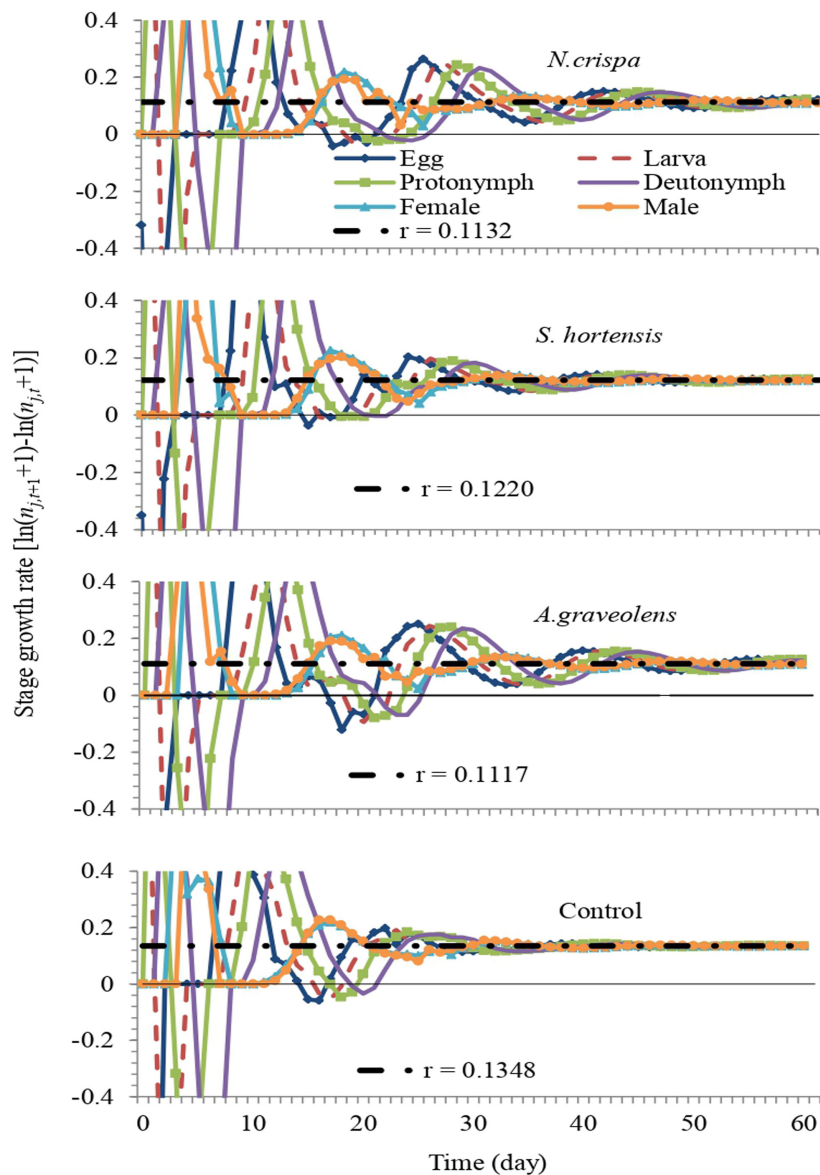 Stage growth rate [ln(nj,t+1+1)-ln(nj,t+1)]
0.4
0.2
0
-0.2
-0.4
N.crispa
Egg
Larva
Protonymph
Deutonymph
Female
Male
r = 0.1132
0.4
0.2
0
-0.2
-0.4
S. hortensis
r = 0.1220
0.4
0.2
0
-0.2
-0.4
A.graveolens
r = 0.1117
0.4
0.2
0
-0.2
-0.4
Control
r = 0.1348
0 10 20 30 40 50 60
Time (day)